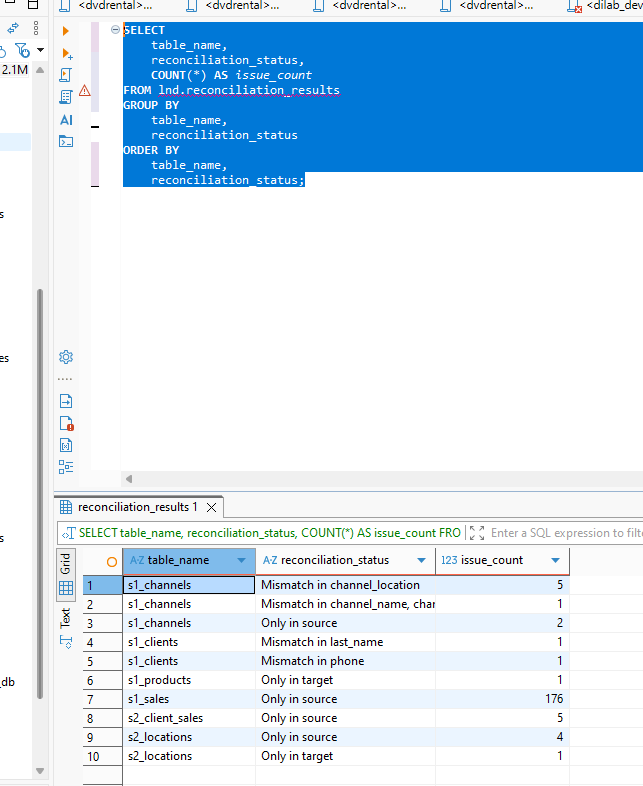 <dvdrental>...
<dvdrental>...
<dvdrental>...
<dvdrental>...
<dilab_dev
2.1M
SELECT
table_name,
reconciliation_status,
COUNT(*) AS issue_count
FROM lnd.reconciliation_results
GROUP BY
table_name,
reconciliation_status
ORDER BY
table_name,
reconciliation_status;
AI
s
es
s
_db
reconciliation_results 1
SELECT table_name, reconciliation_status, COUNT(*) AS issue_count FRO
Enter a SQL expression to filte
Grid
Text
A-Z table_name A-Z reconciliation_status 123 issue_count
1 s1_channels Mismatch in channel_location 5
2 s1_channels Mismatch in channel_name, chan 1
3 s1_channels Only in source 2
4 s1_clients Mismatch in last_name 1
5 s1_clients Mismatch in phone 1
6 s1_products Only in target 1
7 s1_sales Only in source 176
8 s2_client_sales Only in source 5
9 s2_locations Only in source 4
10 s2_locations Only in target 1